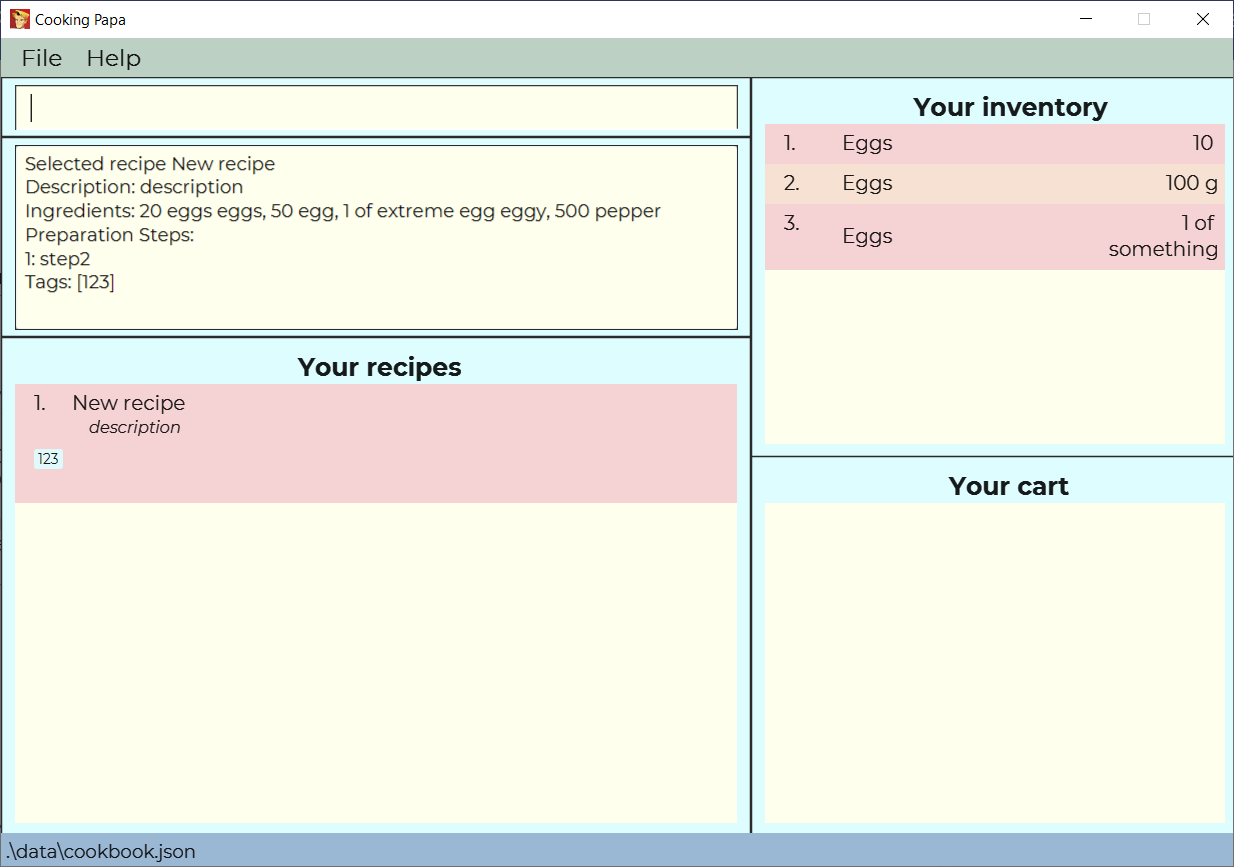 Cooking Papa
File Help
Selected recipe New recipe
Description: description
Ingredients: 20 eggs eggs, 50 egg, 1 of extreme egg eggy, 500 pepper
Preparation Steps:
1: step2
Tags: [123]
Your recipes
1. New recipe
description
123
Your inventory
1. Eggs 10
2. Eggs 100 g
3. Eggs 1 of
something
Your cart
.\data\cookbook.json